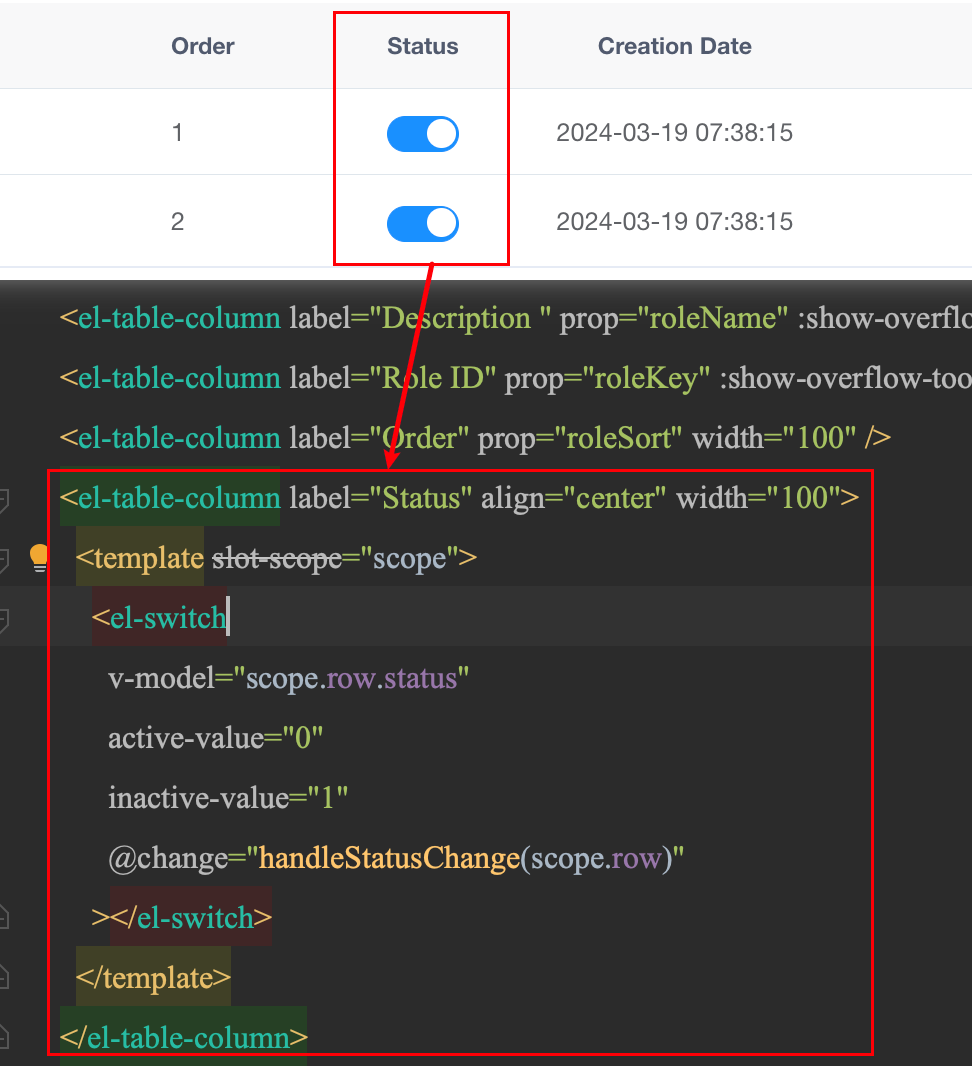 Order Status Creation Date
1 2024-03-19 07:38:15
2 2024-03-19 07:38:15
<el-table-column label="Description " prop="roleName" :show-overflo
<el-table-column label="Role ID" prop="roleKey" :show-overflow-too
<el-table-column label="Order" prop="roleSort" width="100" />
<el-table-column label="Status" align="center" width="100">
<template slot-scope="scope">
<el-switch
v-model="scope.row.status"
active-value="0"
inactive-value="1"
@change="handleStatusChange(scope.row)"
></el-switch>
</template>
</el-table-column>